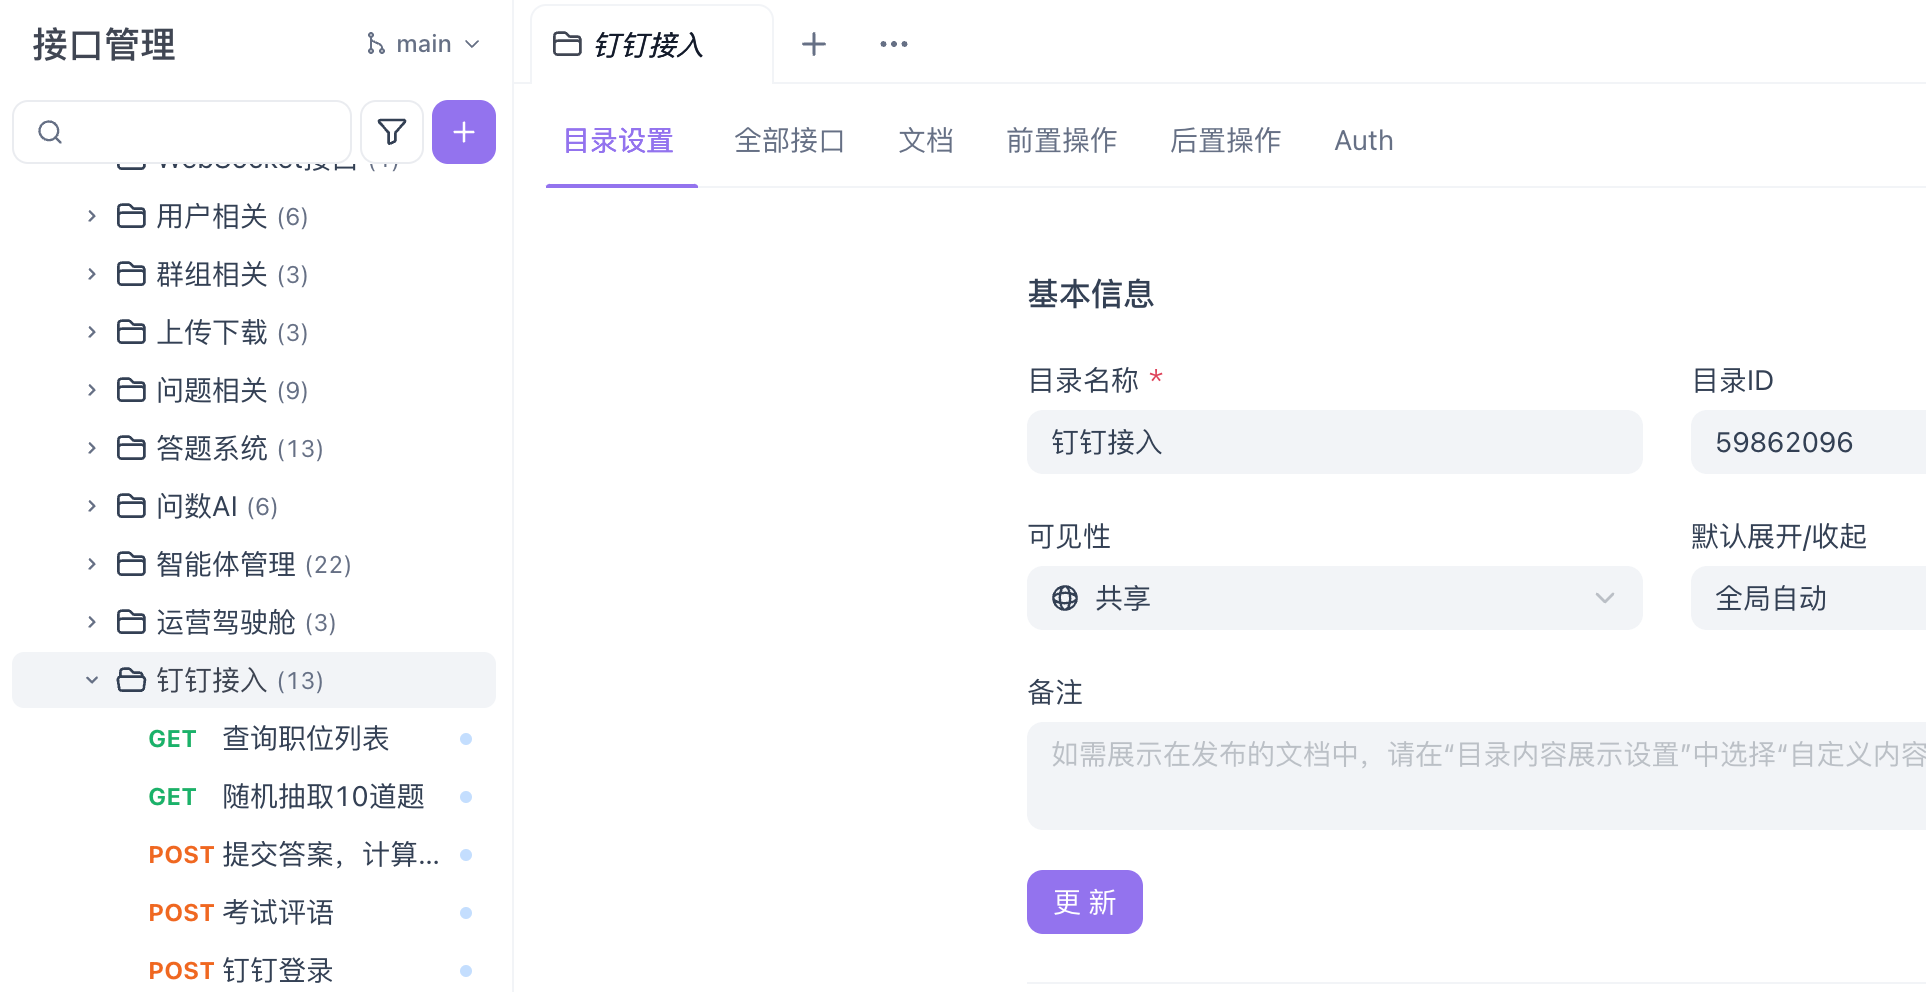 接口管理
main
用户相关 (6)
群组相关 (3)
上传下载 (3)
问题相关 (9)
答题系统 (13)
问数AI (6)
智能体管理 (22)
运营驾驶舱 (3)
钉钉接入 (13)
GET 查询职位列表
GET 随机抽取10道题
POST 提交答案，计算...
POST 考试评语
POST 钉钉登录
钉钉接入
目录设置 全部接口 文档 前置操作 后置操作 Auth
基本信息
目录名称 *
钉钉接入
目录ID
59862096
可见性
共享
默认展开/收起
全局自动
备注
如需展示在发布的文档中，请在“目录内容展示设置”中选择“自定义内容
更新